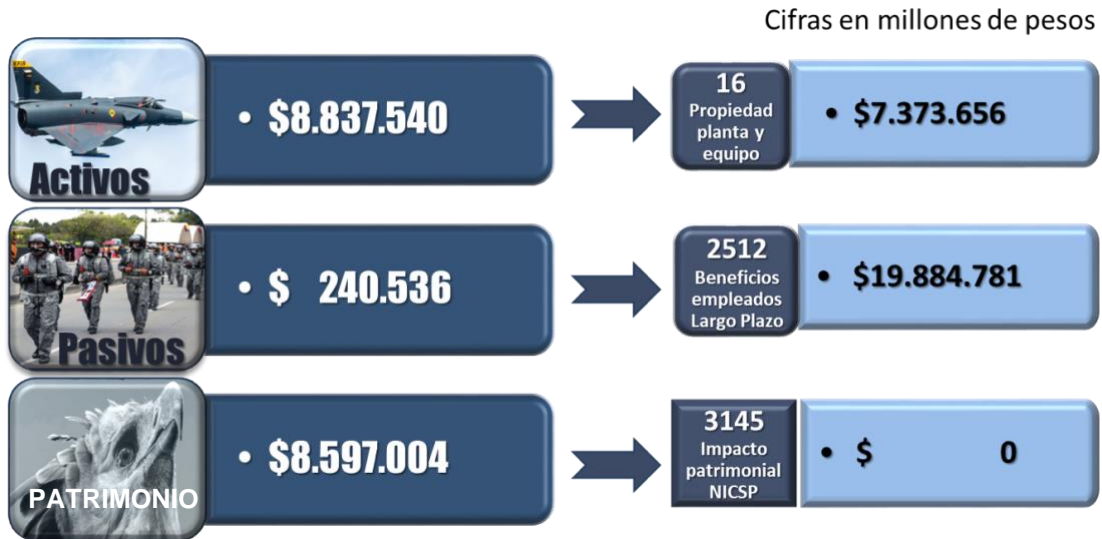 Cifras en millones de pesos
Activos
• $8.837.540
16
Propiedad
planta y
equipo
• $7.373.656
Pasivos
• $ 240.536
2512
Beneficios
empleados
Largo Plazo
• $19.884.781
PATRIMONIO
• $8.597.004
3145
Impacto
patrimonial
NICSP
• $ 0